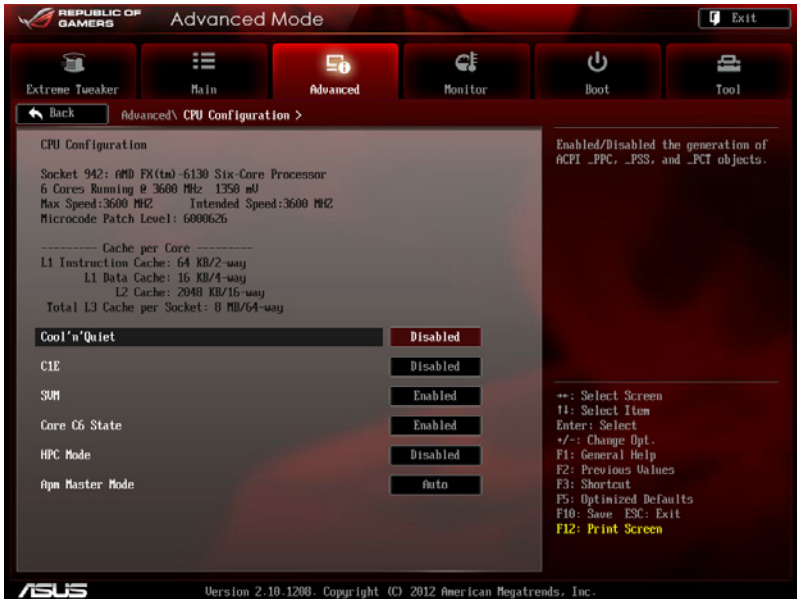 REPUBLIC OF
GAMERS
Advanced Mode
Exit
Extreme Tweaker
Main
Advanced
Monitor
Boot
Tool
Back
Advanced\ CPU Configuration >
CPU Configuration
Socket 942: AMD FX(tm)-6130 Six-Core Processor
6 Cores Running @ 3600 MHz 1350 mV
Max Speed:3600 MHZ Intended Speed:3600 MHZ
Microcode Patch Level: 6000626
--------- Cache per Core ---------
L1 Instruction Cache: 64 KB/2-way
L1 Data Cache: 16 KB/4-way
L2 Cache: 2048 KB/16-way
Total L3 Cache per Socket: 8 MB/64-way
Cool'n'Quiet Disabled
C1E Disabled
SVM Enabled
Core C6 State Enabled
HPC Mode Disabled
Apm Master Mode Auto
Enabled/Disabled the generation of
ACPI _PPC, _PSS, and _PCT objects.
→←: Select Screen
↑↓: Select Item
Enter: Select
+/-: Change Opt.
F1: General Help
F2: Previous Values
F3: Shortcut
F5: Optimized Defaults
F10: Save ESC: Exit
F12: Print Screen
ASUS
Version 2.10.1208. Copyright (C) 2012 American Megatrends, Inc.